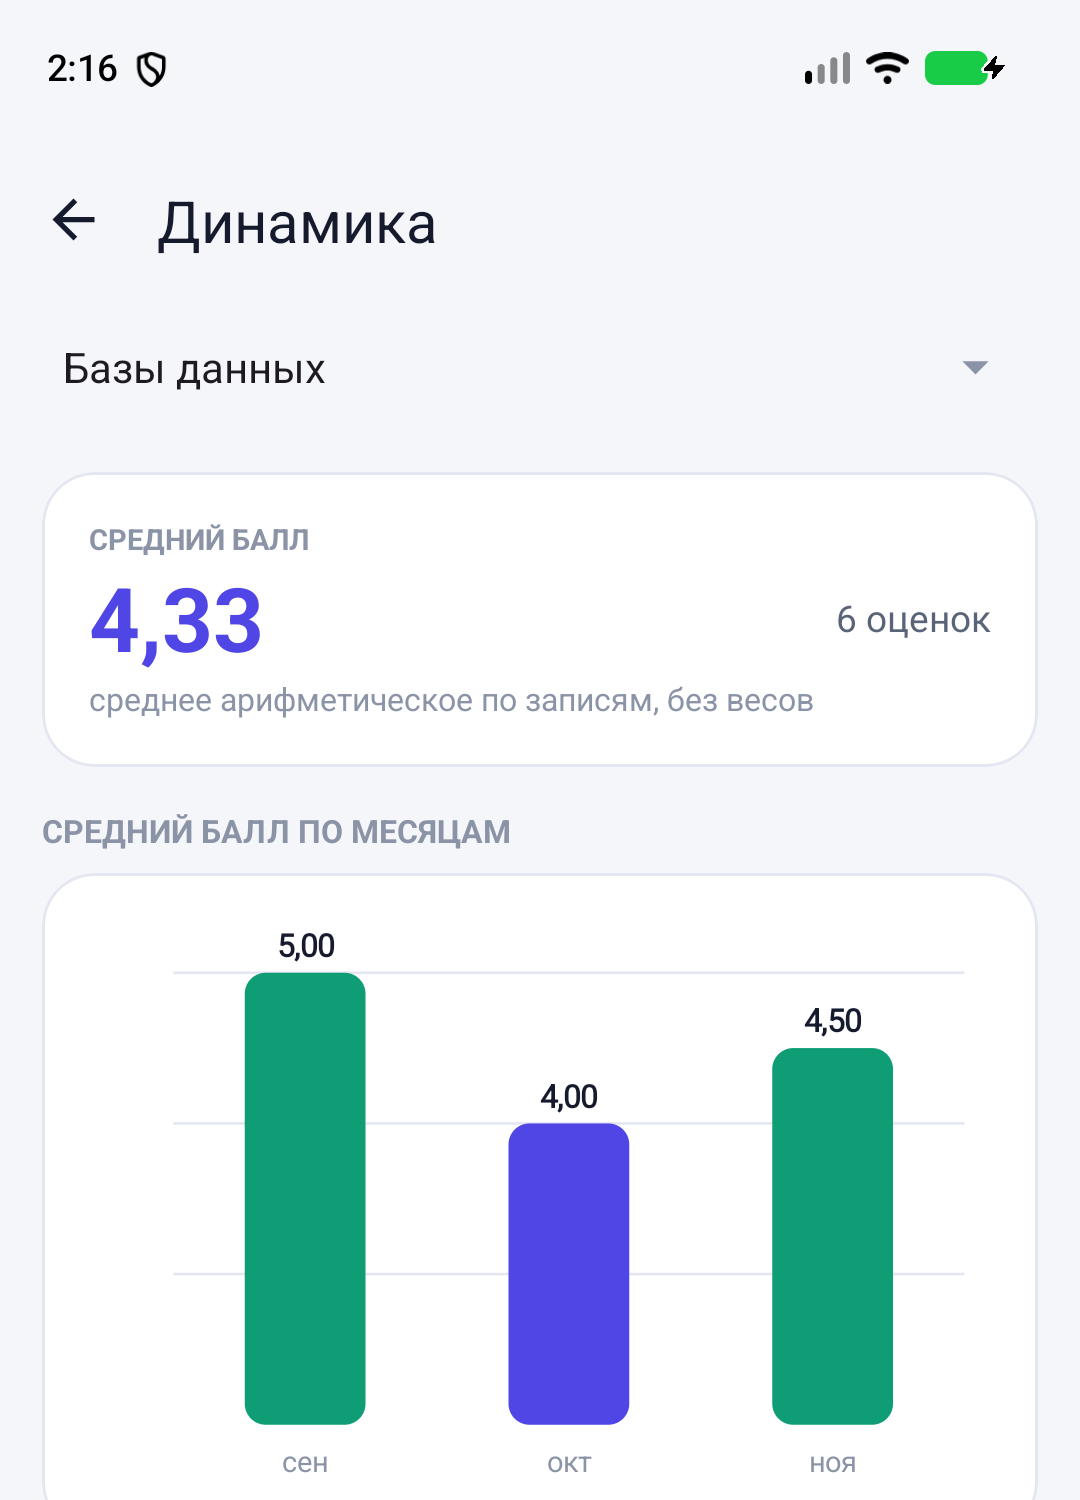 2:16
Динамика
Базы данных
СРЕДНИЙ БАЛЛ
4,33
6 оценок
среднее арифметическое по записям, без весов
СРЕДНИЙ БАЛЛ ПО МЕСЯЦАМ
5,00
4,50
4,00
сен окт ноя